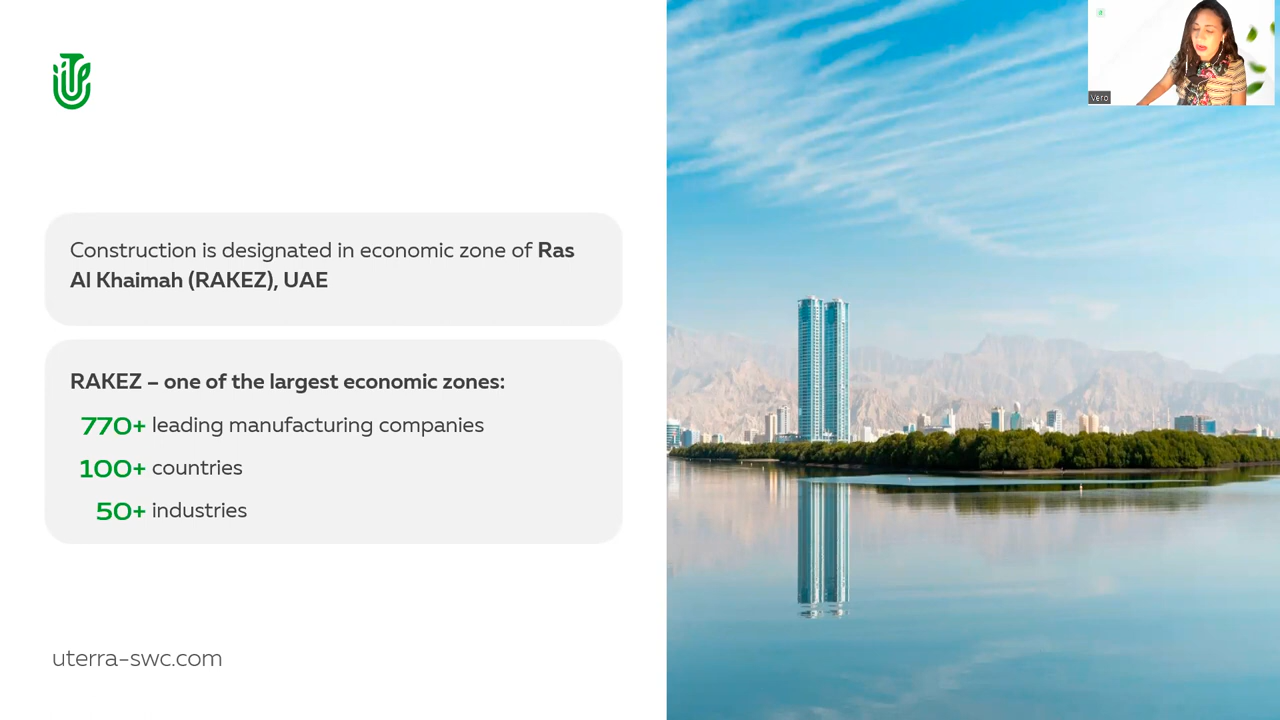 Construction is designated in economic zone of Ras
Al Khaimah (RAKEZ), UAE
RAKEZ – one of the largest economic zones:
770+ leading manufacturing companies
100+ countries
50+ industries
uterra-swc.com
Vero